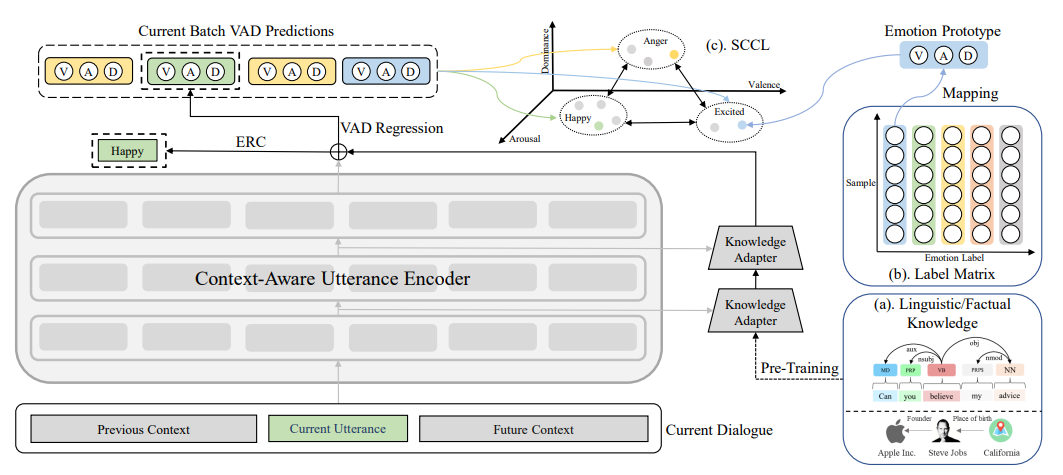 Current Batch VAD Predictions
V A D
V A D
V A D
V A D
Happy
ERC
VAD Regression
Dominance
Valence
Arousal
(c). SCCL
Anger
Happy
Excited
Emotion Prototype
V A D
Mapping
Sample
Emotion Label
(b). Label Matrix
Context-Aware Utterance Encoder
Knowledge
Adapter
Knowledge
Adapter
Pre-Training
(a). Linguistic/Factual
Knowledge
obj
aux
nsubj
nmod
MD PRP VB PRPS NN
Can you believe my advice
Founder
Place of birth
Apple Inc. Steve Jobs California
Previous Context
Current Utterance
Future Context
Current Dialogue